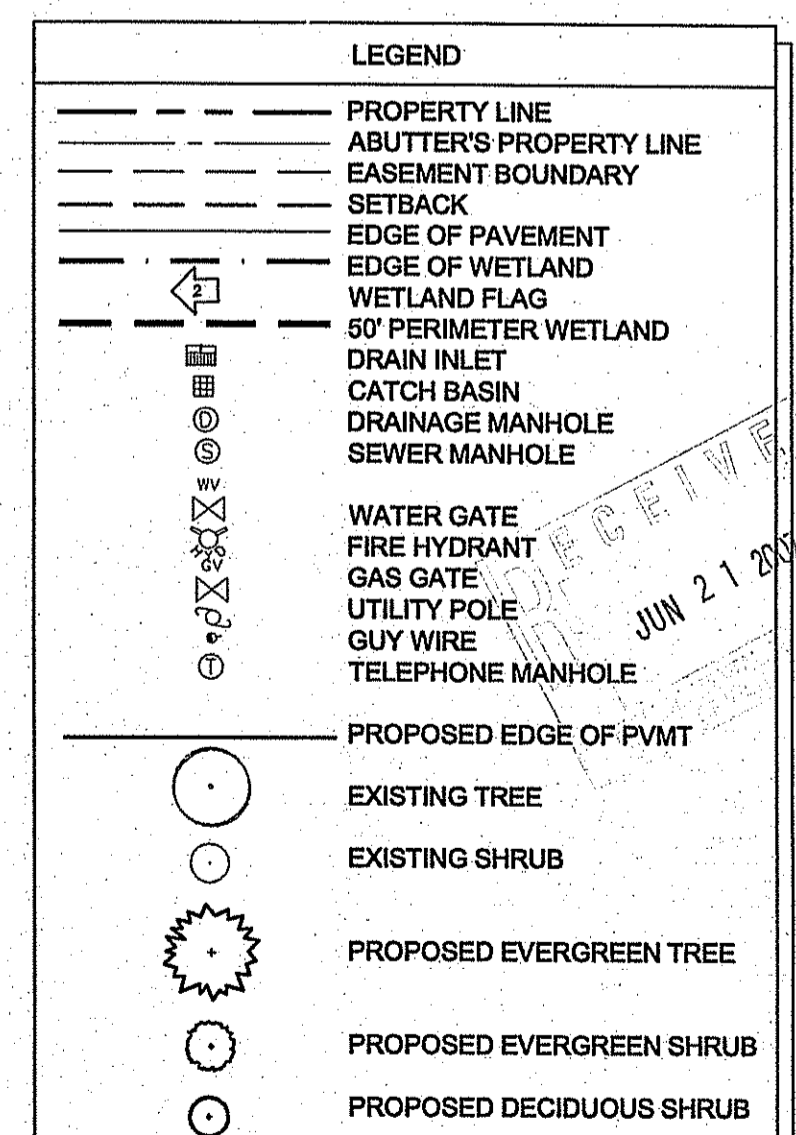 LEGEND
PROPERTY LINE
ABUTTER'S PROPERTY LINE
EASEMENT BOUNDARY
SETBACK
EDGE OF PAVEMENT
EDGE OF WETLAND
2 WETLAND FLAG
50' PERIMETER WETLAND
DRAIN INLET
CATCH BASIN
D DRAINAGE MANHOLE
S SEWER MANHOLE
WV
WATER GATE
FIRE HYDRANT
GV
GAS GATE
UTILITY POLE
GUY WIRE
T TELEPHONE MANHOLE
PROPOSED EDGE OF PVMT
EXISTING TREE
EXISTING SHRUB
PROPOSED EVERGREEN TREE
PROPOSED EVERGREEN SHRUB
PROPOSED DECIDUOUS SHRUB
ECEIVE
JUN 21 2007